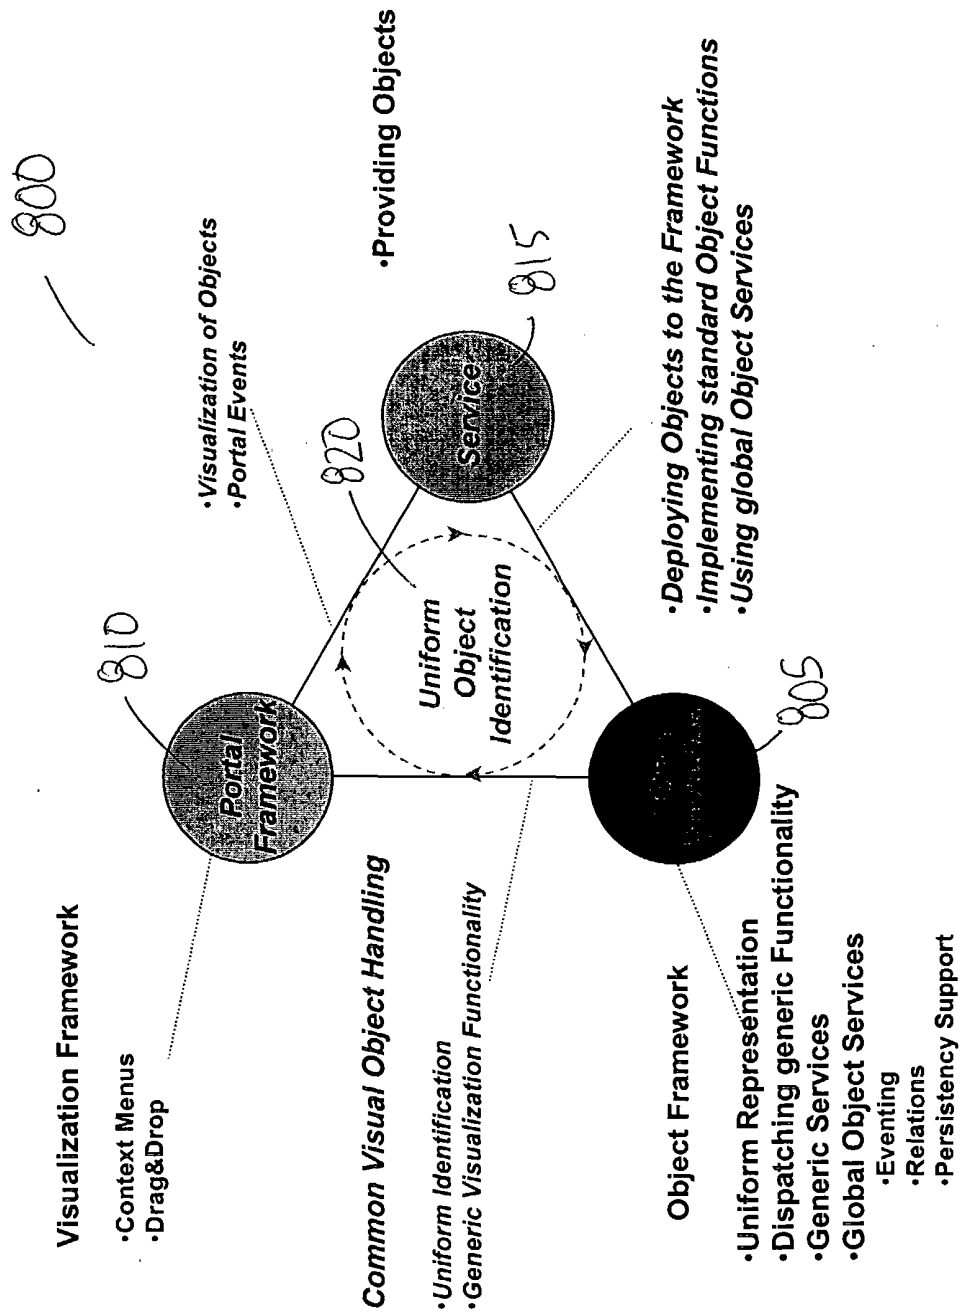 800
Visualization Framework
•Context Menus
•Drag&Drop
810
Portal
Framework
•Visualization of Objects
•Portal Events
820
Common Visual Object Handling
•Uniform Identification
•Generic Visualization Functionality
Uniform
Object
Identification
Service
815
•Providing Objects
Object Framework
•Uniform Representation
•Dispatching generic Functionality
•Generic Services
•Global Object Services
•Eventing
•Relations
•Persistency Support
805
•Deploying Objects to the Framework
•Implementing standard Object Functions
•Using global Object Services